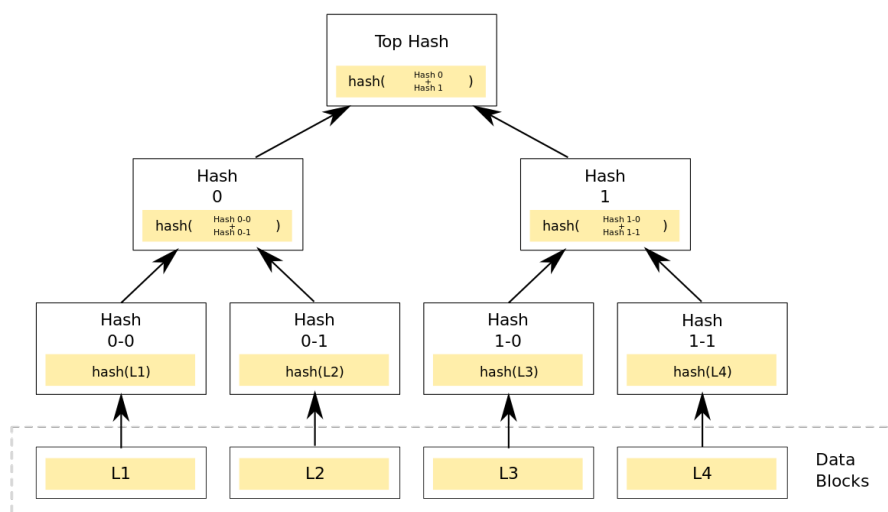 Top Hash
hash( Hash 0 + Hash 1 )
Hash
0
hash( Hash 0-0 + Hash 0-1 )
Hash
1
hash( Hash 1-0 + Hash 1-1 )
Hash
0-0
hash(L1)
Hash
0-1
hash(L2)
Hash
1-0
hash(L3)
Hash
1-1
hash(L4)
L1
L2
L3
L4
Data
Blocks